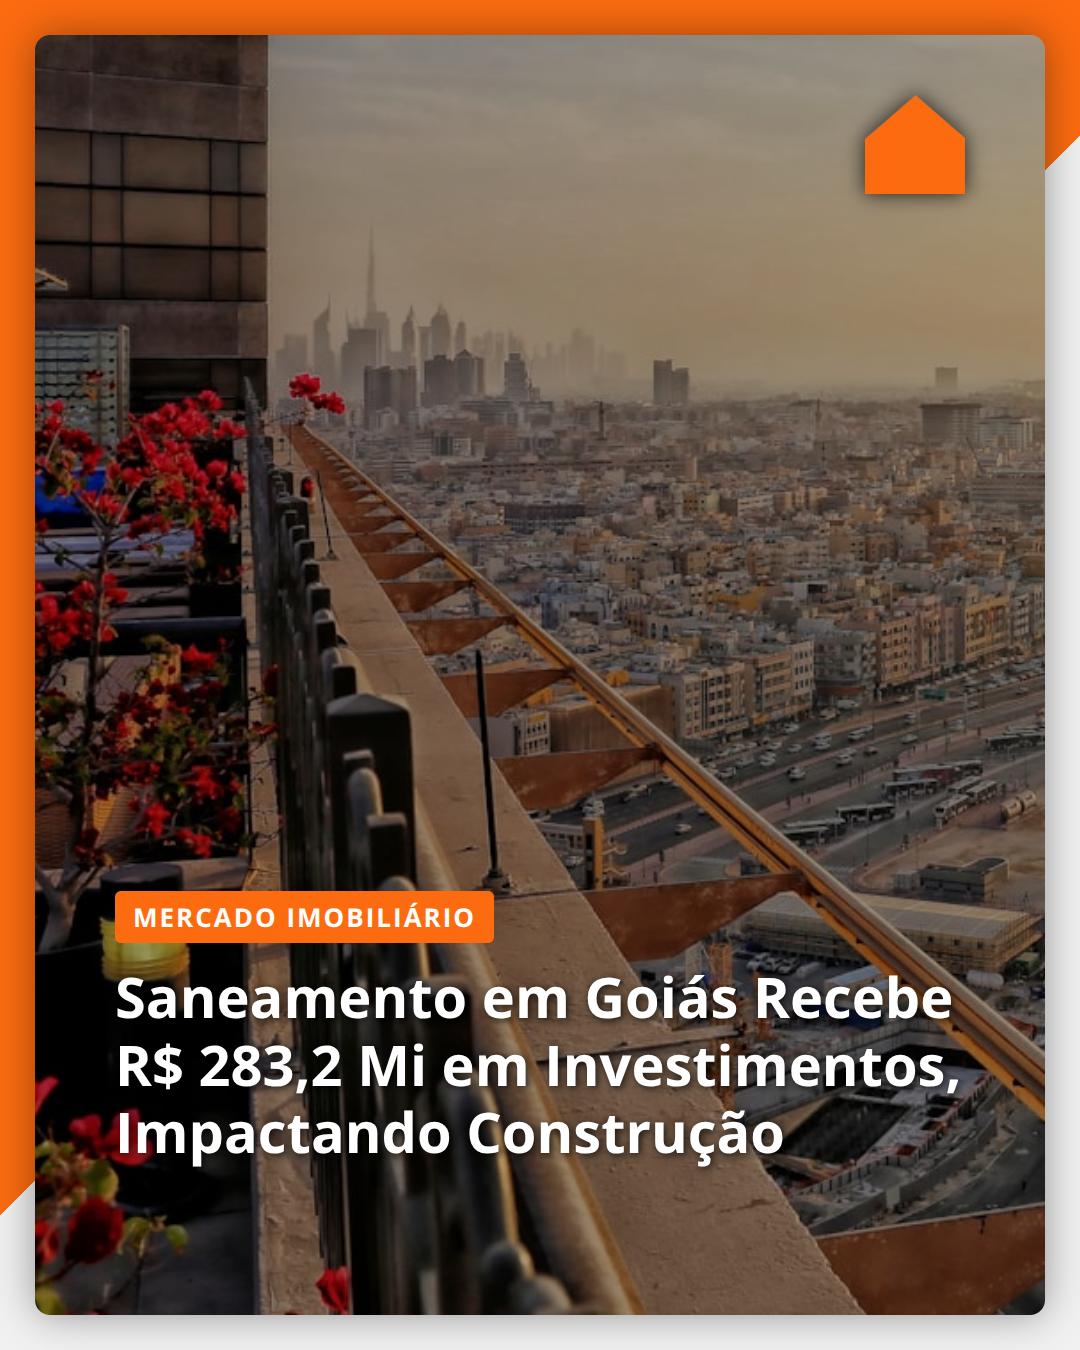 MERCADO IMOBILIÁRIO
Saneamento em Goiás Recebe
R$ 283,2 Mi em Investimentos,
Impactando Construção